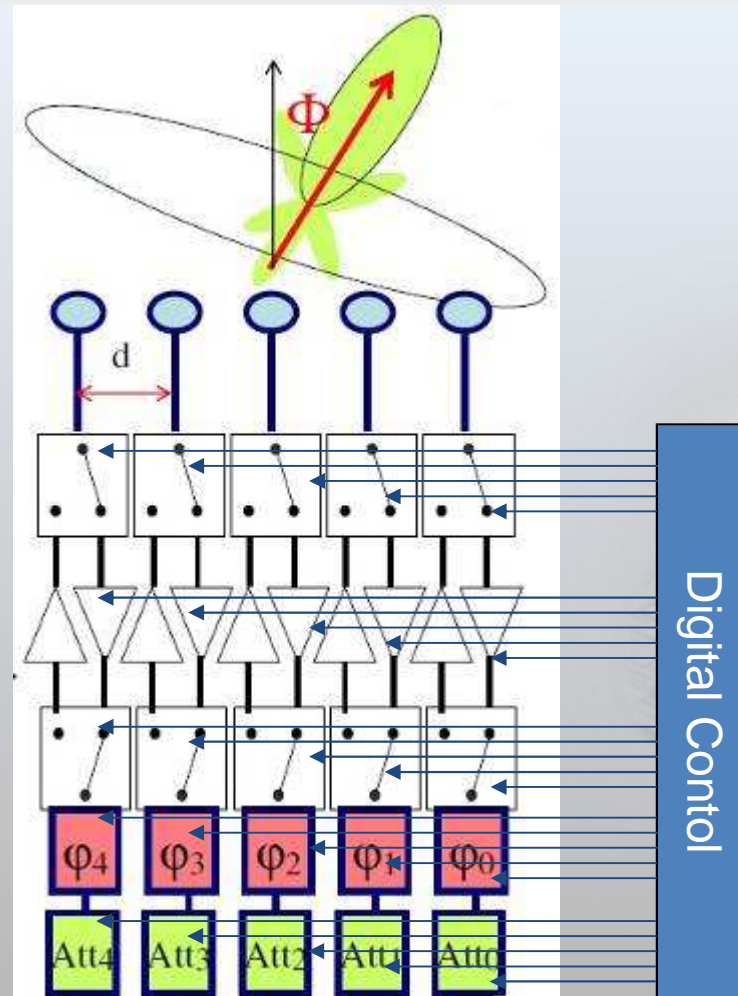 Φ
d
φ4 φ3 φ2 φ1 φ0
Att4 Att3 Att2 Att1 Att0
Digital Contol